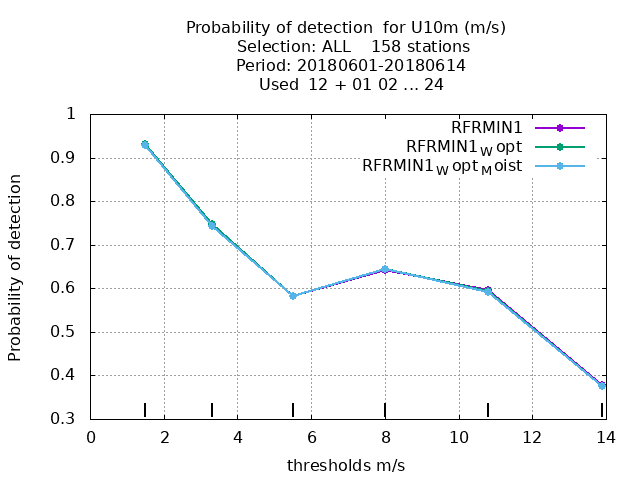 Probability of detection  for U10m (m/s)
Selection: ALL    158 stations
Period: 20180601-20180614
Used  12 + 01 02 ... 24
RFRMIN1
RFRMIN1_W opt
RFRMIN1_W opt_M oist
Probability of detection
1
0.9
0.8
0.7
0.6
0.5
0.4
0.3
0 2 4 6 8 10 12 14
thresholds m/s